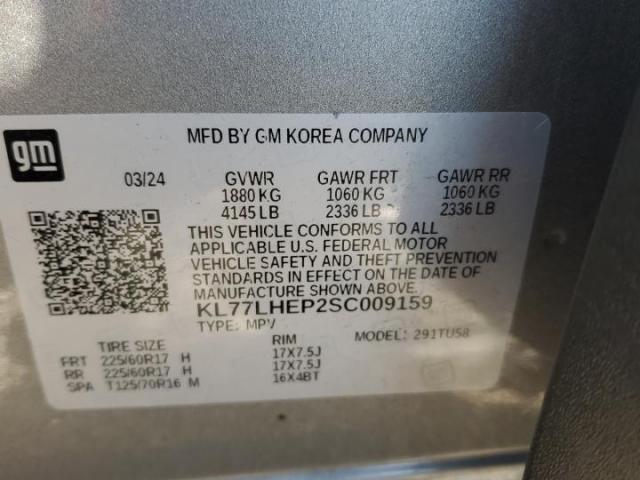 gm
MFD BY GM KOREA COMPANY
03/24 GVWR GAWR FRT GAWR RR
1880 KG 1060 KG 1060 KG
4145 LB 2336 LB 2336 LB
THIS VEHICLE CONFORMS TO ALL
APPLICABLE U.S. FEDERAL MOTOR
VEHICLE SAFETY AND THEFT PREVENTION
STANDARDS IN EFFECT ON THE DATE OF
MANUFACTURE SHOWN ABOVE.
KL77LHEP2SC009159
TYPE: MPV MODEL: 291TU58
TIRE SIZE RIM
FRT 225/60R17 H 17X7.5J
RR 225/60R17 H 17X7.5J
SPA T125/70R16 M 16X4BT